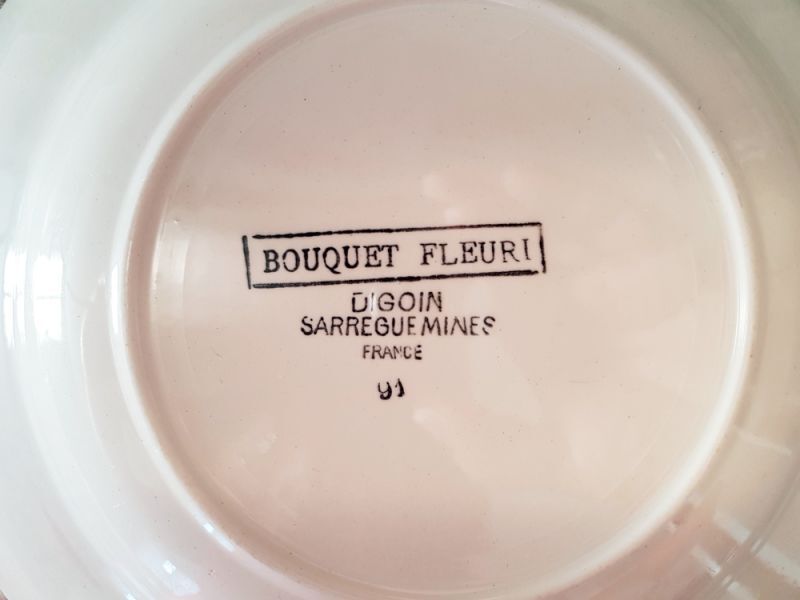 BOUQUET FLEURI
DIGOIN
SARREGUEMINES
FRANCE
91